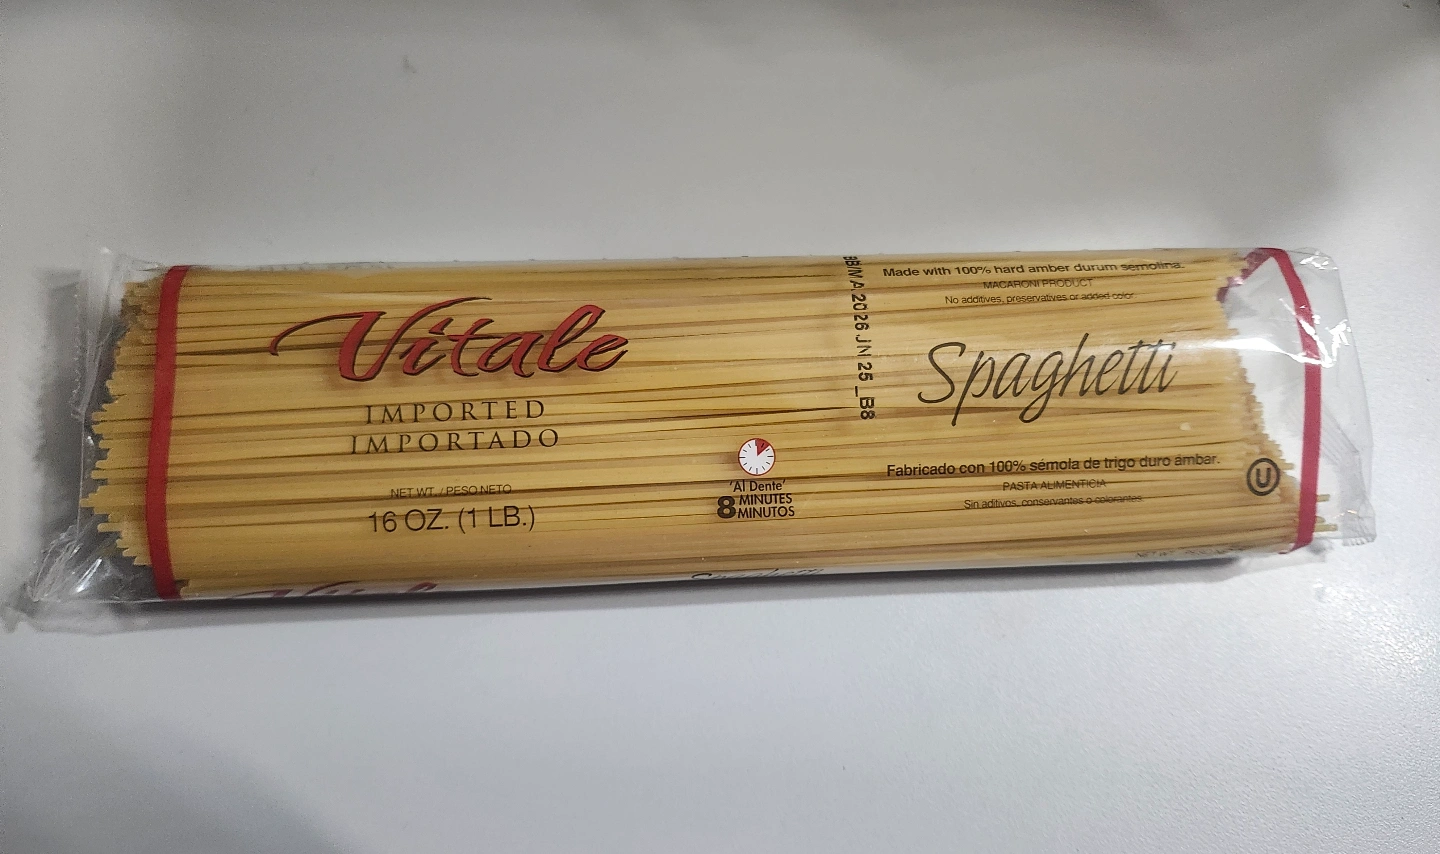 Vitale
IMPORTED
IMPORTADO
NET WT. / PESO NETO
16 OZ. (1 LB.)
'Al Dente'
8 MINUTES
MINUTOS
BB/MA 2026 JN 25 _B8
Made with 100% hard amber durum semolina.
MACARONI PRODUCT
No additives, preservatives or added color.
Spaghetti
Fabricado con 100% sémola de trigo duro ámbar.
PASTA ALIMENTICIA
Sin aditivos, conservantes o colorantes.
U